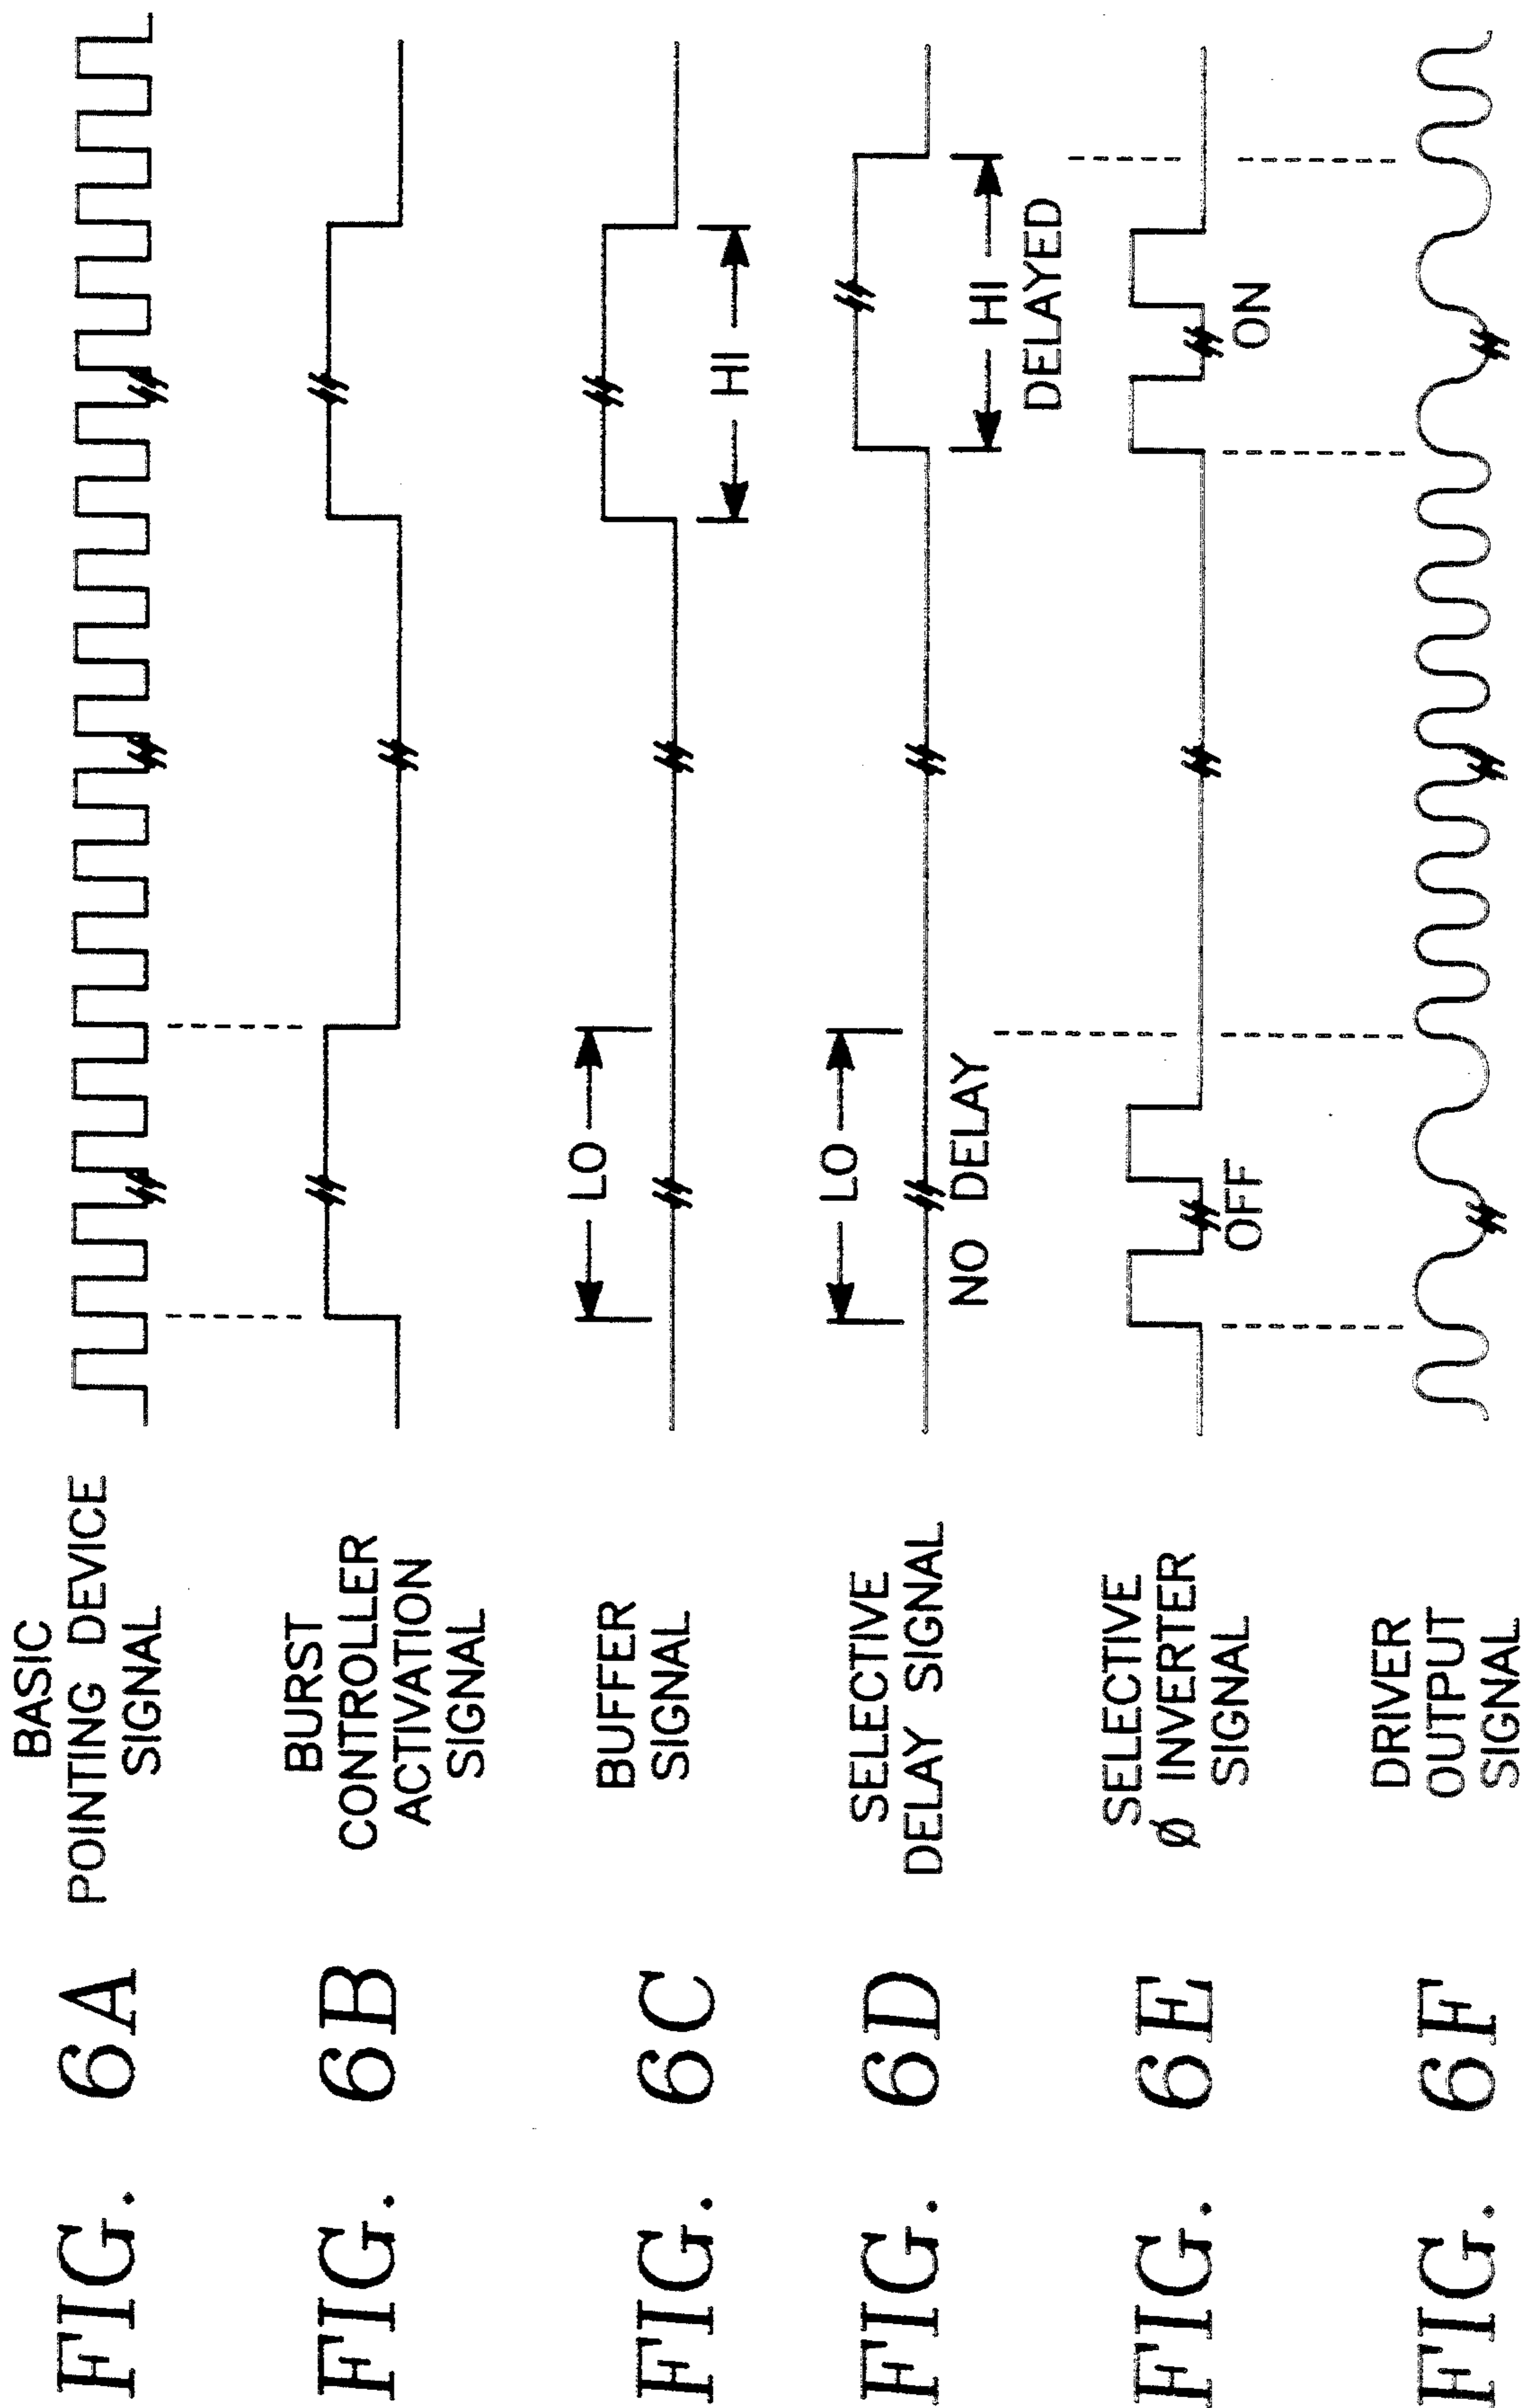 FIG. 6A
BASIC
POINTING DEVICE
SIGNAL
FIG. 6B
BURST
CONTROLLER
ACTIVATION
SIGNAL
FIG. 6C
BUFFER
SIGNAL
LO
HI
FIG. 6D
SELECTIVE
DELAY SIGNAL
LO
NO DELAY
HI
DELAYED
FIG. 6E
SELECTIVE
Ø INVERTER
SIGNAL
OFF
ON
FIG. 6F
DRIVER
OUTPUT
SIGNAL